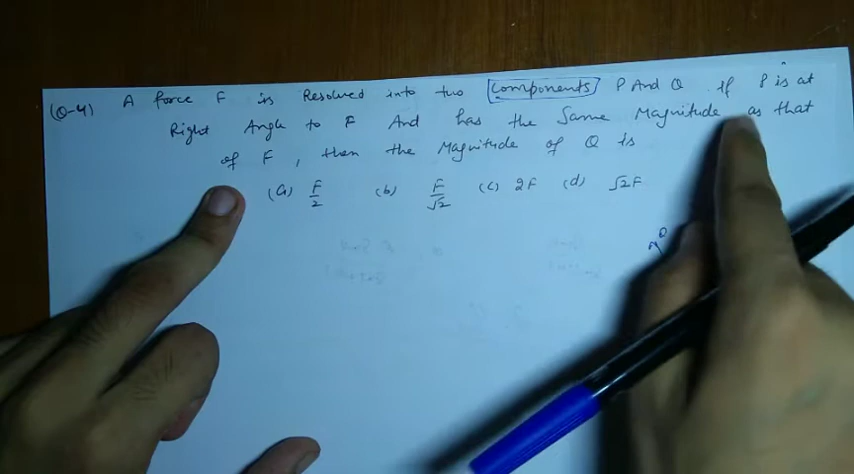 (Q-4) A force F is Resolved into two components P And Q. If P is at
Right Angle to F And has the Same Magnitude as that
of F, then the Magnitude of Q is
(a) F/2 (b) F/√2 (c) 2F (d) √2F
Q